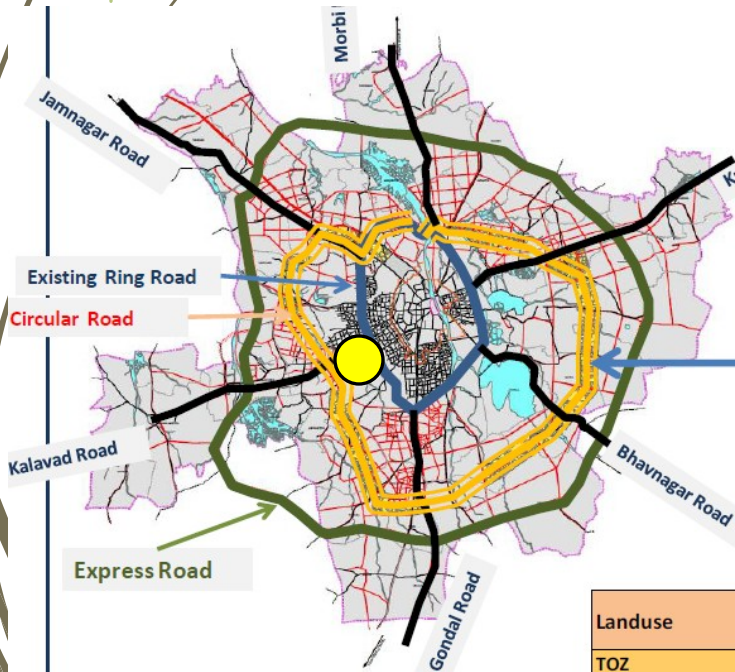 Morbi
Jamnagar Road
Existing Ring Road
Circular Road
Kalavad Road
Bhavnagar Road
Express Road
Gondal Road
Landuse
TOZ